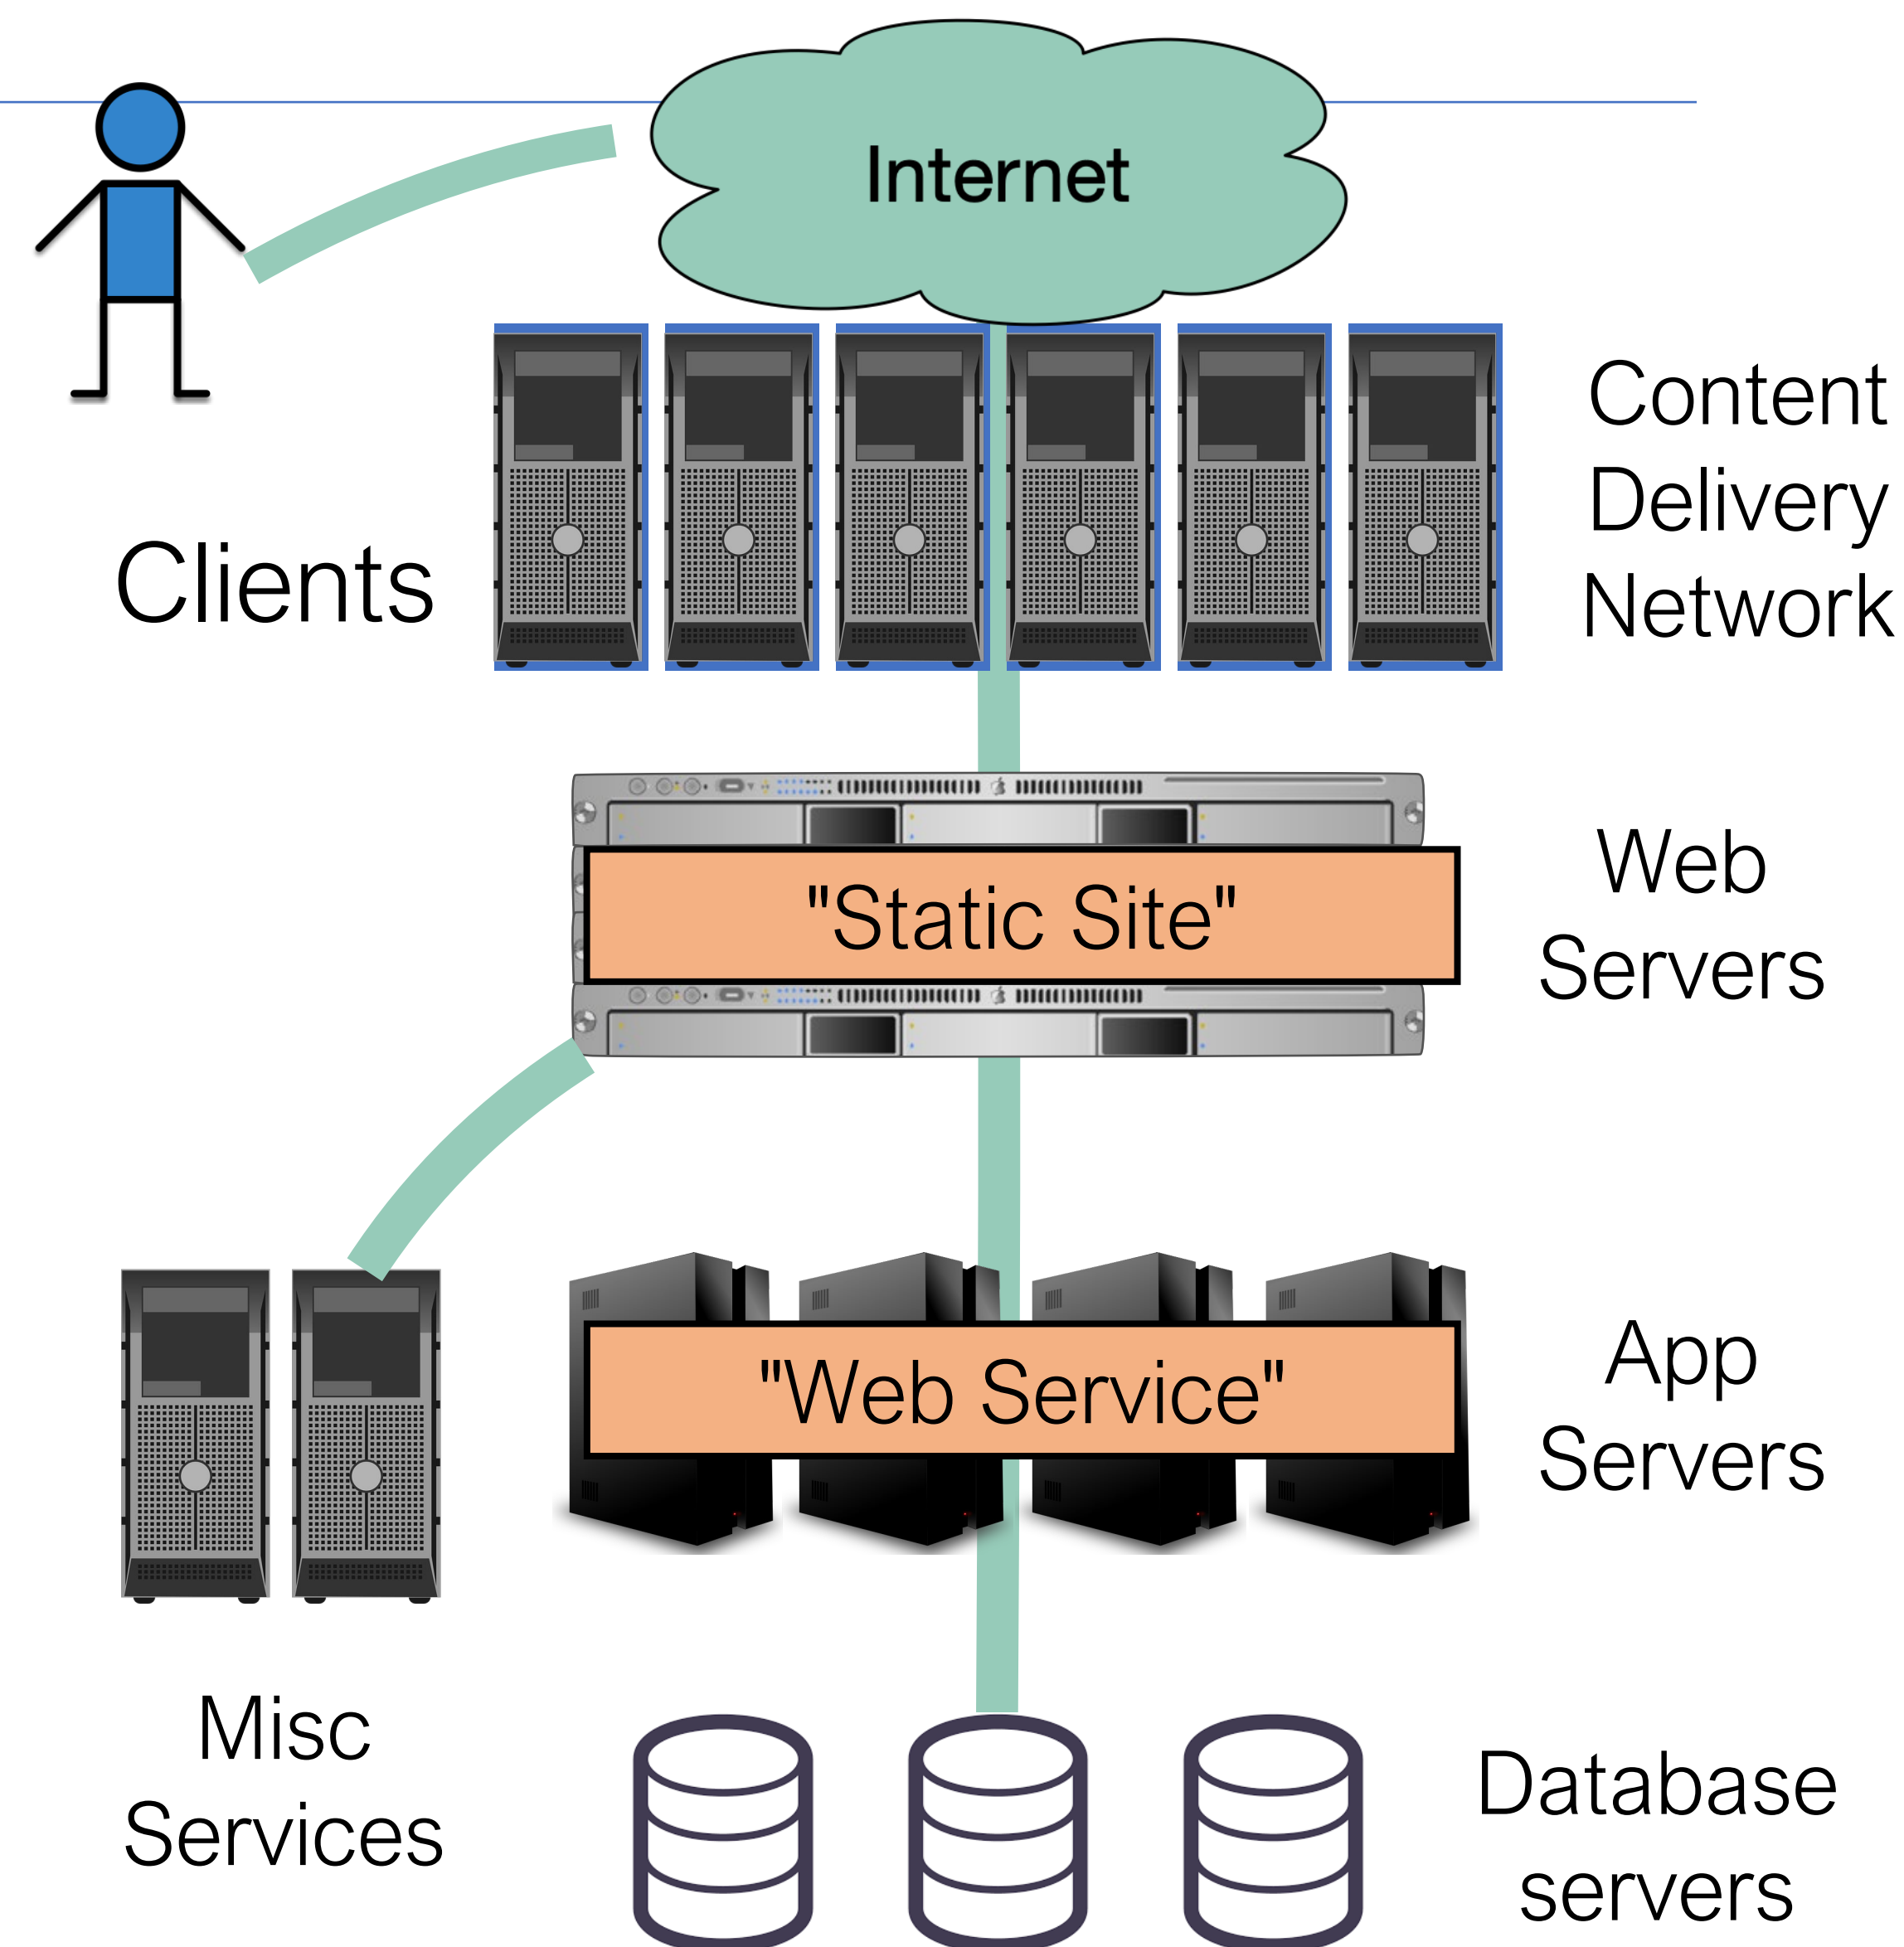 Internet
Content
Delivery
Network
Clients
Web
Servers
"Static Site"
App
Servers
"Web Service"
Misc
Services
Database
servers